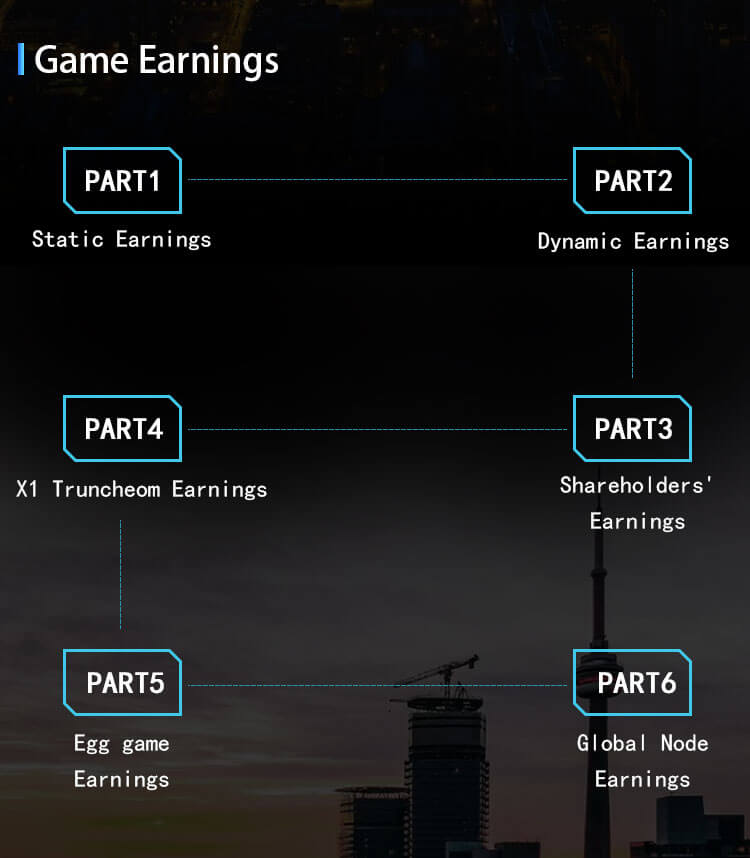 Game Earnings
PART1
Static Earnings
PART2
Dynamic Earnings
PART3
Shareholders'
Earnings
PART4
X1 Truncheom Earnings
PART5
Egg game
Earnings
PART6
Global Node
Earnings